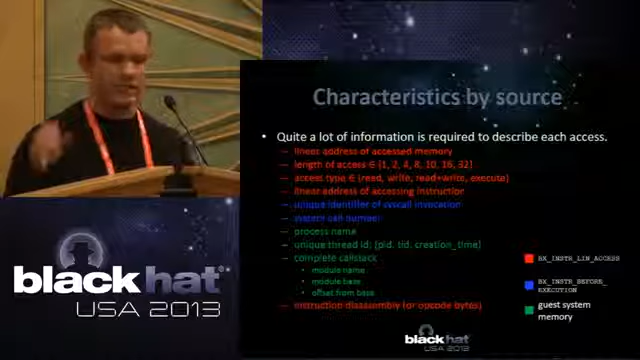 Characteristics by source
• Quite a lot of information is required to describe each access.
– linear address of accessed memory
– length of access ∈ {1, 2, 4, 8, 10, 16, 32}
– access type ∈ {read, write, read+write, execute}
– linear address of accessing instruction
– unique identifier of syscall invocation
– system call number
– process name
– unique thread id: {pid, tid, creation_time}
– complete callstack
• module name
• module base
• offset from base
– instruction disassembly (or opcode bytes)
BX_INSTR_LIN_ACCESS
BX_INSTR_BEFORE_
EXECUTION
guest system
memory
black hat
USA 2013
black hat
USA 2013